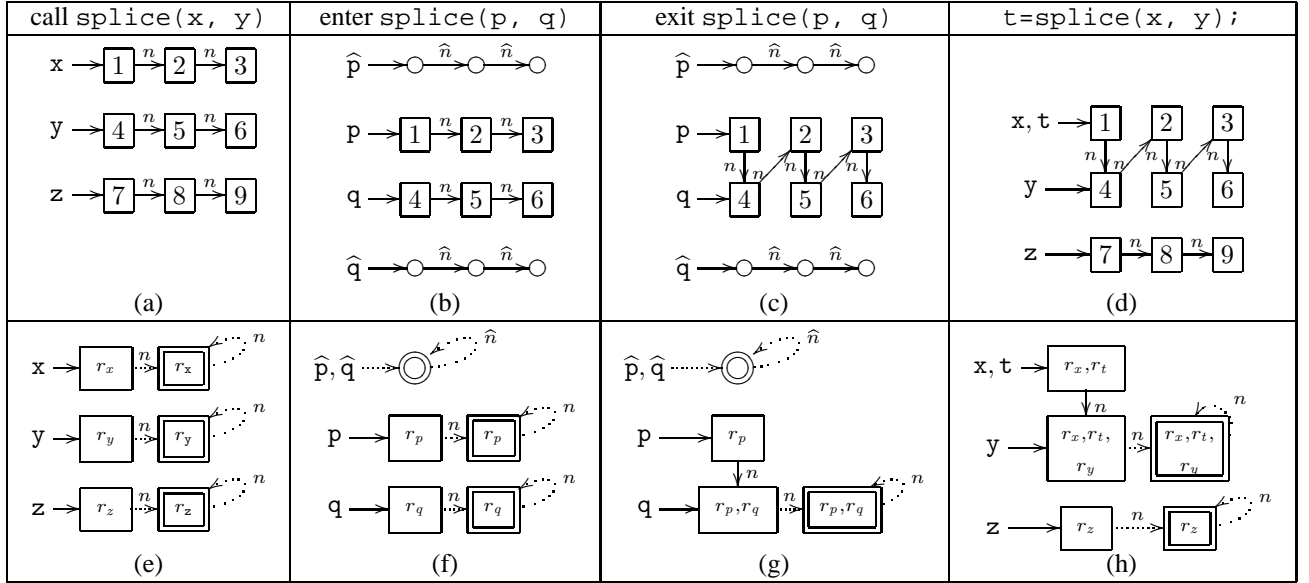 call splice(x, y) enter splice(p, q) exit splice(p, q) t=splice(x, y);
x 1 n 2 n 3
y 4 n 5 n 6
z 7 n 8 n 9
(a)
p̂ n̂ n̂
p 1 n 2 n 3
q 4 n 5 n 6
q̂ n̂ n̂
(b)
p̂ n̂ n̂
p 1 2 3
n n n n n
q 4 5 6
q̂ n̂ n̂
(c)
x,t 1 2 3
n n n n n
y 4 5 6
z 7 n 8 n 9
(d)
x r_x n r_x n
y r_y n r_y n
z r_z n r_z n
(e)
p̂,q̂ n̂
p r_p n r_p n
q r_q n r_q n
(f)
p̂,q̂ n̂
p r_p
n
q r_p,r_q n r_p,r_q n
(g)
x,t r_x,r_t
n n
y r_x,r_t, n r_x,r_t,
r_y r_y
z r_z n r_z n
(h)